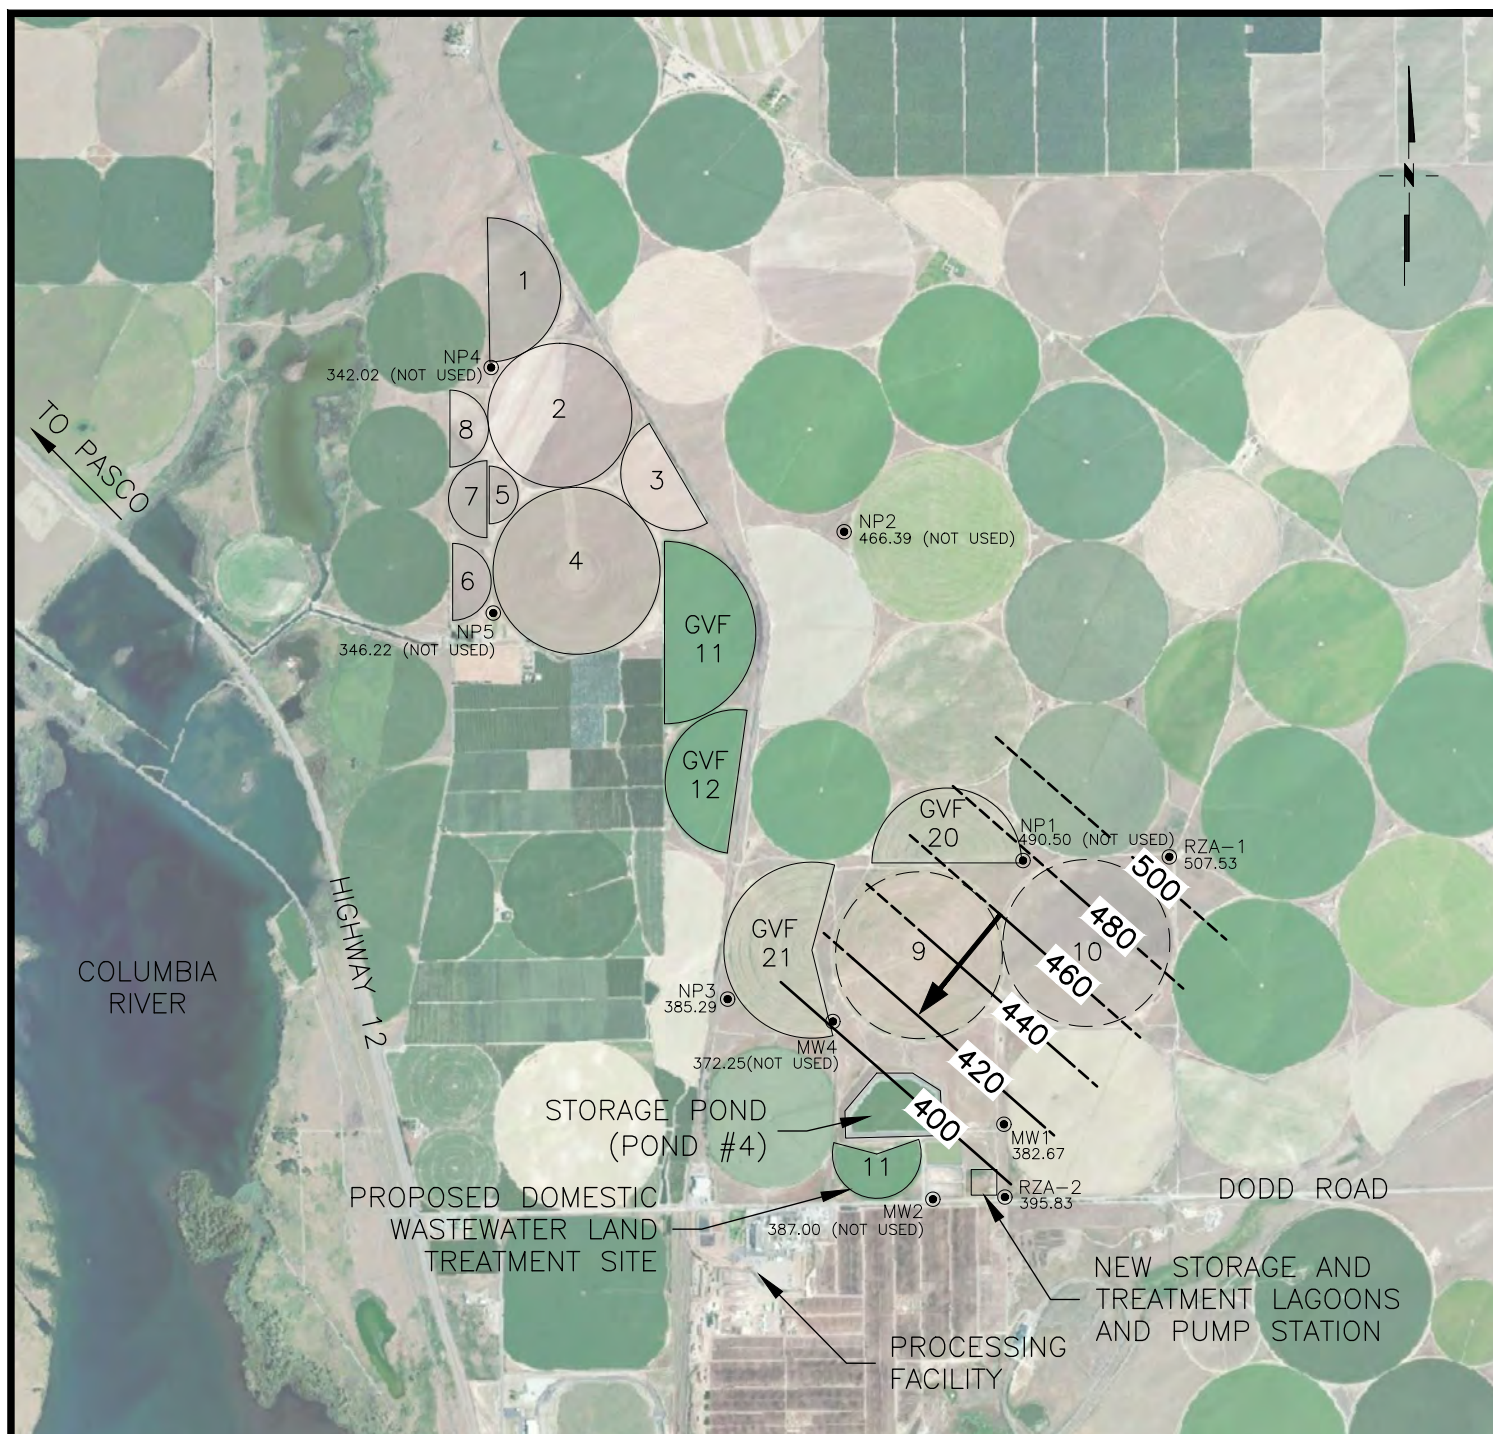 N
1
NP4
342.02 (NOT USED)
2
8
TO PASCO
3
7
5
NP2
466.39 (NOT USED)
4
6
NP5
346.22 (NOT USED)
GVF
11
GVF
12
GVF
20
NP1
490.50 (NOT USED)
RZA-1
507.53
500
480
HIGHWAY 12
GVF
21
9
10
460
COLUMBIA
RIVER
NP3
385.29
440
MW4
372.25(NOT USED)
420
STORAGE POND
(POND #4)
400
MW1
382.67
11
PROPOSED DOMESTIC
WASTEWATER LAND
TREATMENT SITE
RZA-2
395.83
DODD ROAD
MW2
387.00 (NOT USED)
NEW STORAGE AND
TREATMENT LAGOONS
AND PUMP STATION
PROCESSING
FACILITY